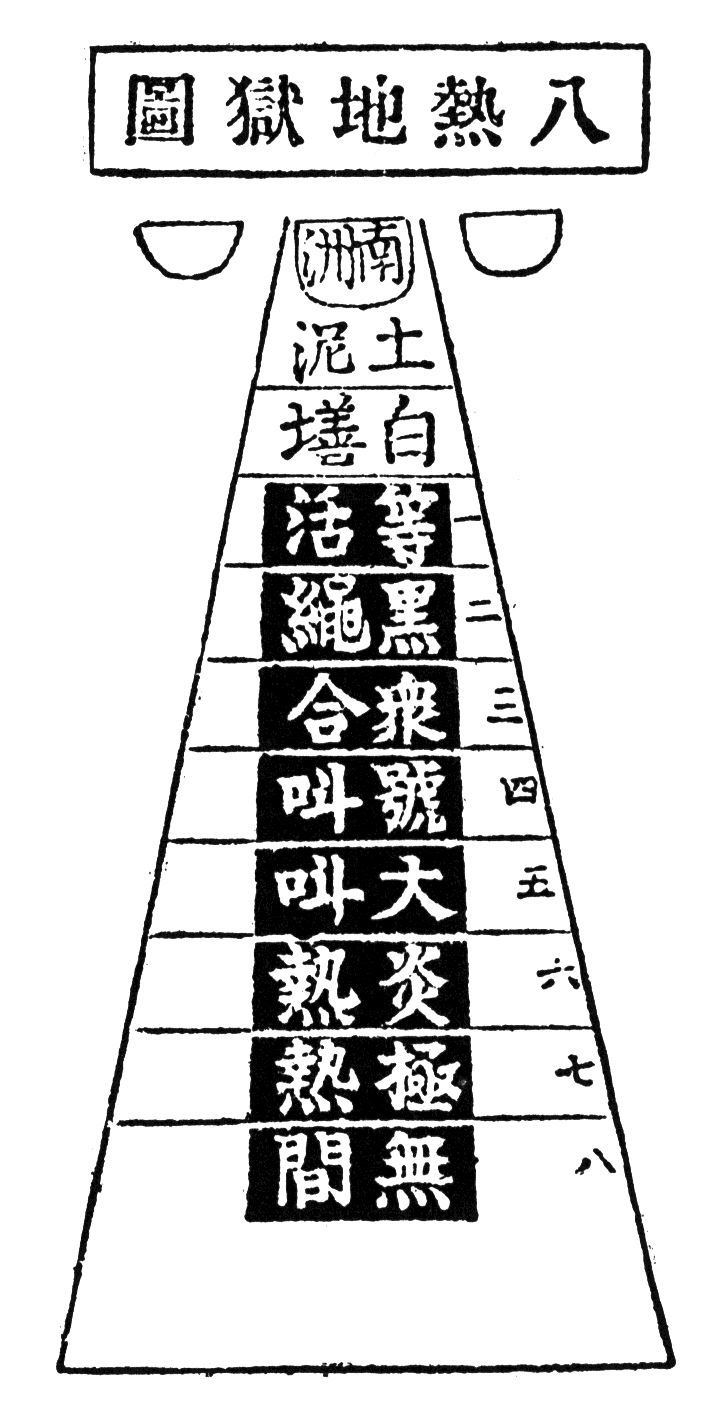 八熱地獄圖
南洲
土泥
白墡
一 等活
二 黑繩
三 衆合
四 號叫
五 大叫
六 炎熱
七 極熱
八 無間